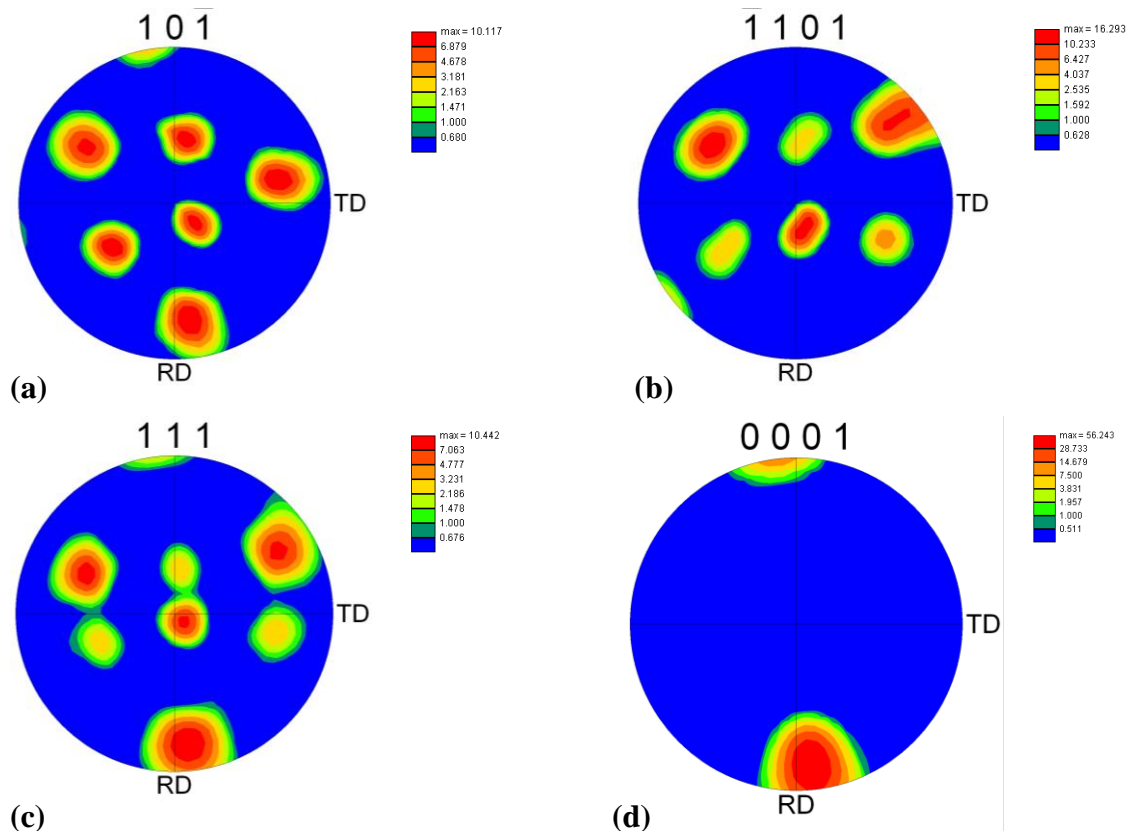 1 0 1̅
max = 10.117
6.879
4.678
3.181
2.163
1.471
1.000
0.680
TD
RD
(a)
1̅ 1 0 1
max = 16.293
10.233
6.427
4.037
2.535
1.592
1.000
0.628
TD
RD
(b)
1 1 1
max = 10.442
7.063
4.777
3.231
2.186
1.478
1.000
0.676
TD
RD
(c)
0 0 0 1
max = 56.243
28.733
14.679
7.500
3.831
1.957
1.000
0.511
TD
RD
(d)